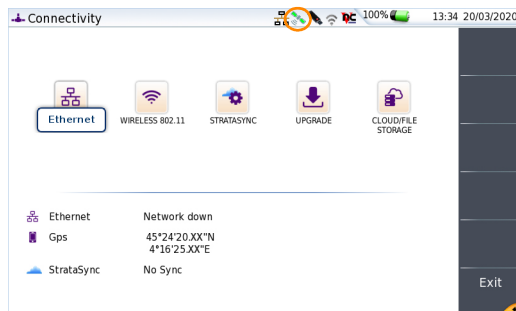 Connectivity
100%
13:34 20/03/2020
Ethernet
WIRELESS 802.11
STRATASYNC
UPGRADE
CLOUD/FILE
STORAGE
Ethernet Network down
Gps 45°24'20.XX"N
4°16'25.XX"E
StrataSync No Sync
Exit